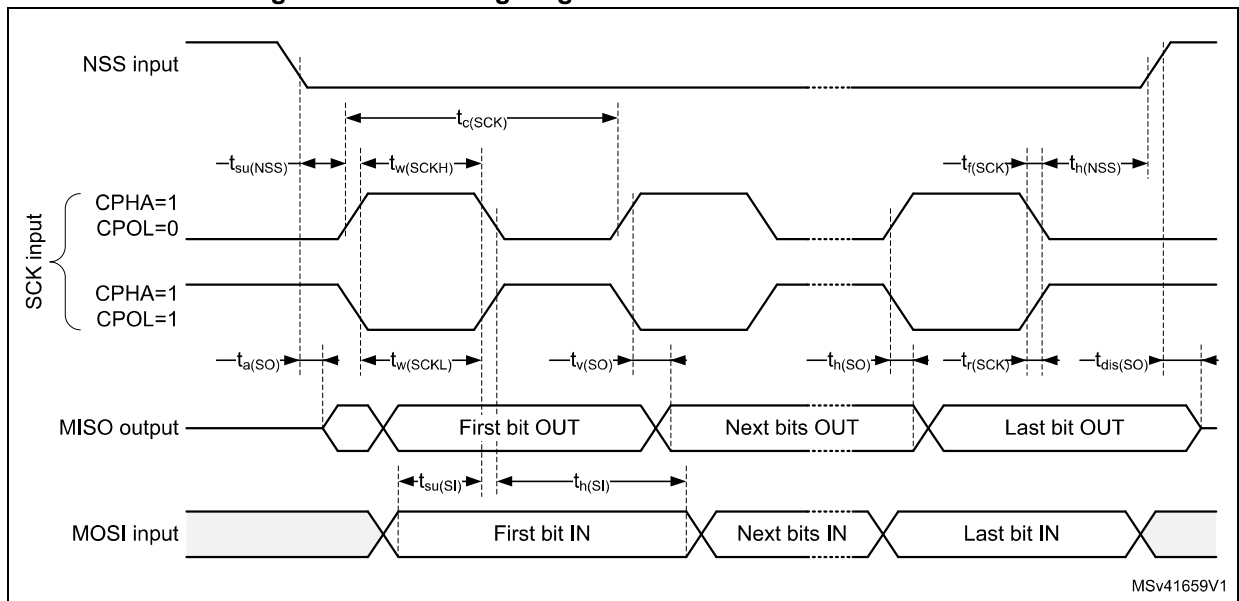 NSS input
tc(SCK)
tsu(NSS)
tw(SCKH)
tf(SCK)
th(NSS)
SCK input
CPHA=1
CPOL=0
CPHA=1
CPOL=1
ta(SO)
tw(SCKL)
tv(SO)
th(SO)
tr(SCK)
tdis(SO)
MISO output
First bit OUT
Next bits OUT
Last bit OUT
tsu(SI)
th(SI)
MOSI input
First bit IN
Next bits IN
Last bit IN
MSv41659V1